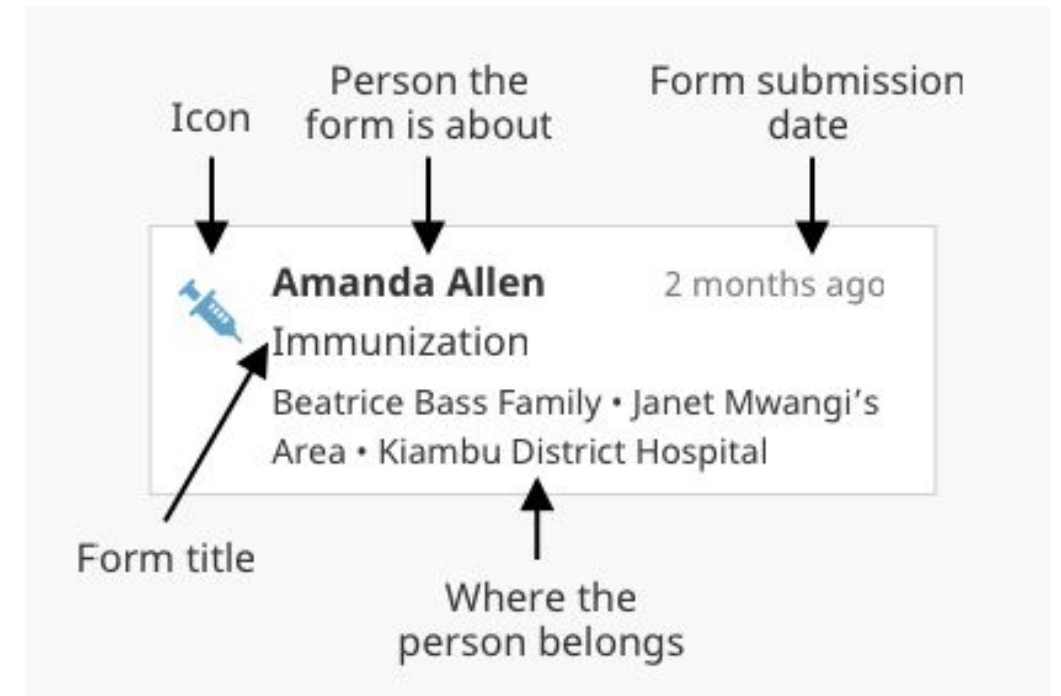 Icon
Person the
form is about
Form submission
date
Amanda Allen
2 months ago
Immunization
Beatrice Bass Family • Janet Mwangi’s
Area • Kiambu District Hospital
Form title
Where the
person belongs